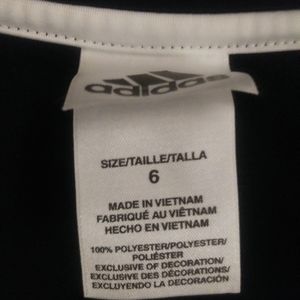 adidas
SIZE/TAILLE/TALLA
6
MADE IN VIETNAM
FABRIQUÉ AU VIÊTNAM
HECHO EN VIETNAM
100% POLYESTER/POLYESTER/
POLIÉSTER
EXCLUSIVE OF DECORATION/
EXCLUSIVE DES DÉCORATIONS/
EXCLUYENDO LA DECORACIÓN